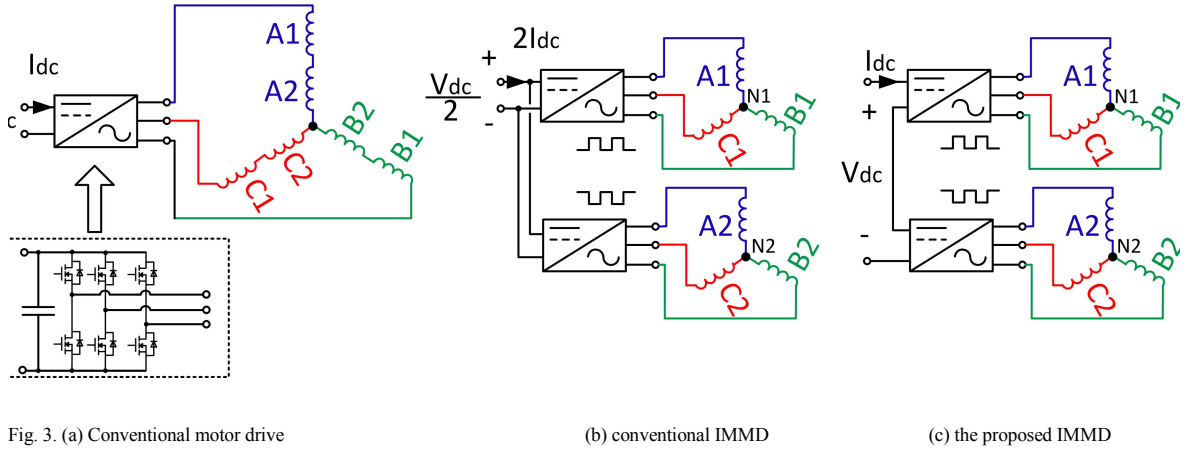 Idc
c
A1
A2
B2
B1
C2
C1
+
2Idc
Vdc
2
-
A1
N1
B1
C1
A2
N2
B2
C2
Idc
+
Vdc
-
A1
N1
B1
C1
A2
N2
B2
C2
Fig. 3. (a) Conventional motor drive (b) conventional IMMD (c) the proposed IMMD